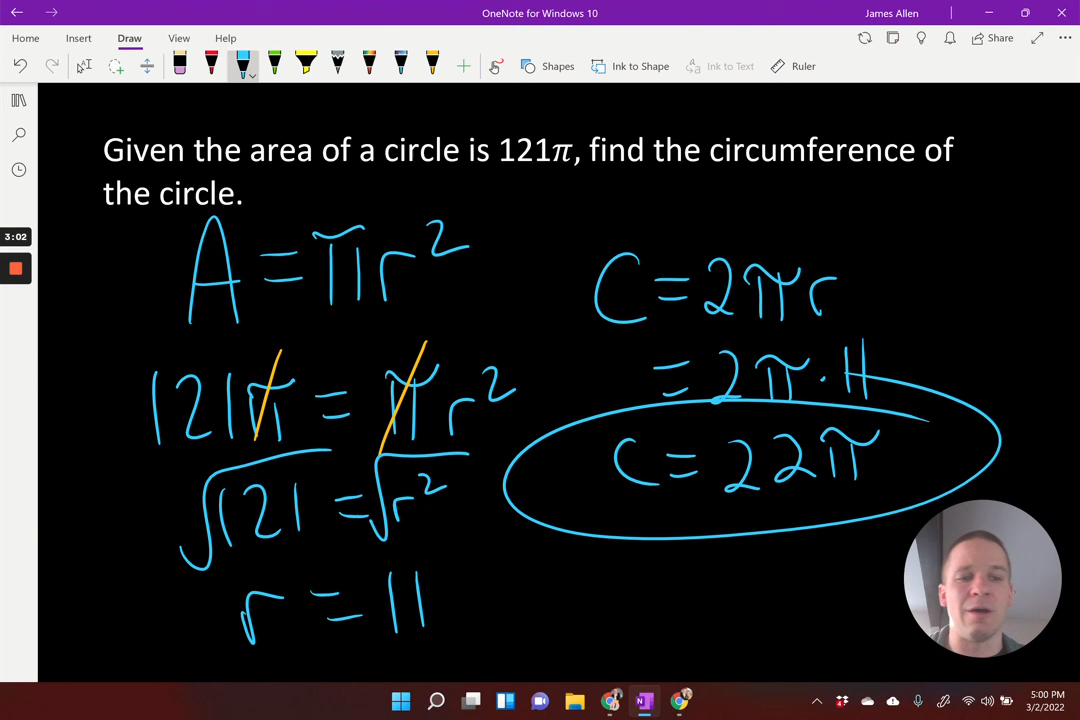 OneNote for Windows 10
James Allen
Home Insert Draw View Help
Share
Shapes Ink to Shape Ink to Text Ruler
Given the area of a circle is 121π, find the circumference of
the circle.
3:02
A = πr²
121π = πr²
√121 = √r²
r = 11
C = 2πr
= 2π · 11
C = 22π
5:00 PM
3/2/2022